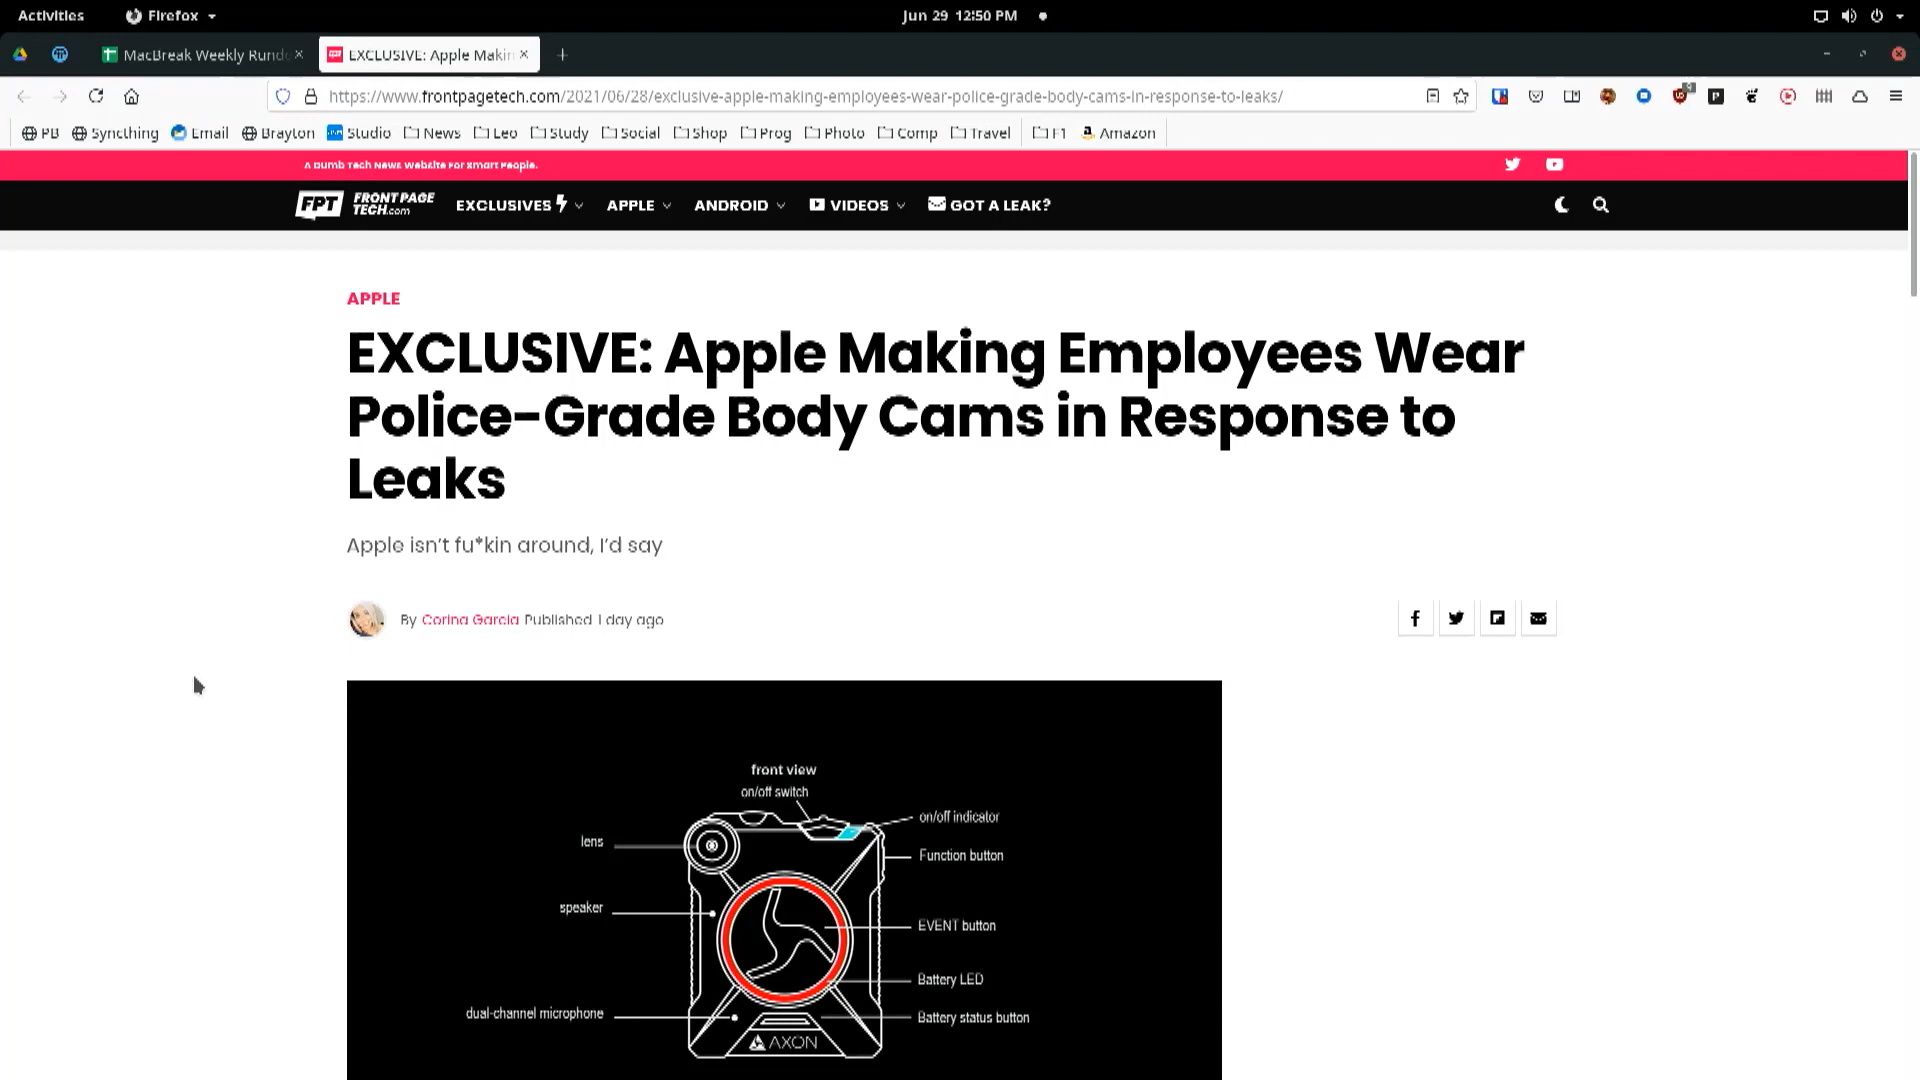 Activities
Firefox
Jun 29 12:50 PM
MacBreak Weekly Rund
EXCLUSIVE: Apple Makin
https://www.frontpagetech.com/2021/06/28/exclusive-apple-making-employees-wear-police-grade-body-cams-in-response-to-leaks/
PB Syncthing Email Brayton Studio News Leo Study Social Shop Prog Photo Comp Travel F1 Amazon
A Dumb Tech News Website For Smart People.
FPT FRONT PAGE
TECH.com
EXCLUSIVES APPLE ANDROID VIDEOS GOT A LEAK?
APPLE
EXCLUSIVE: Apple Making Employees Wear
Police-Grade Body Cams in Response to
Leaks
Apple isn't fu*kin around, I'd say
By Corina Garcia Published 1 day ago
front view
on/off switch
on/off indicator
lens
Function button
speaker
EVENT button
Battery LED
dual-channel microphone
Battery status button
AXON